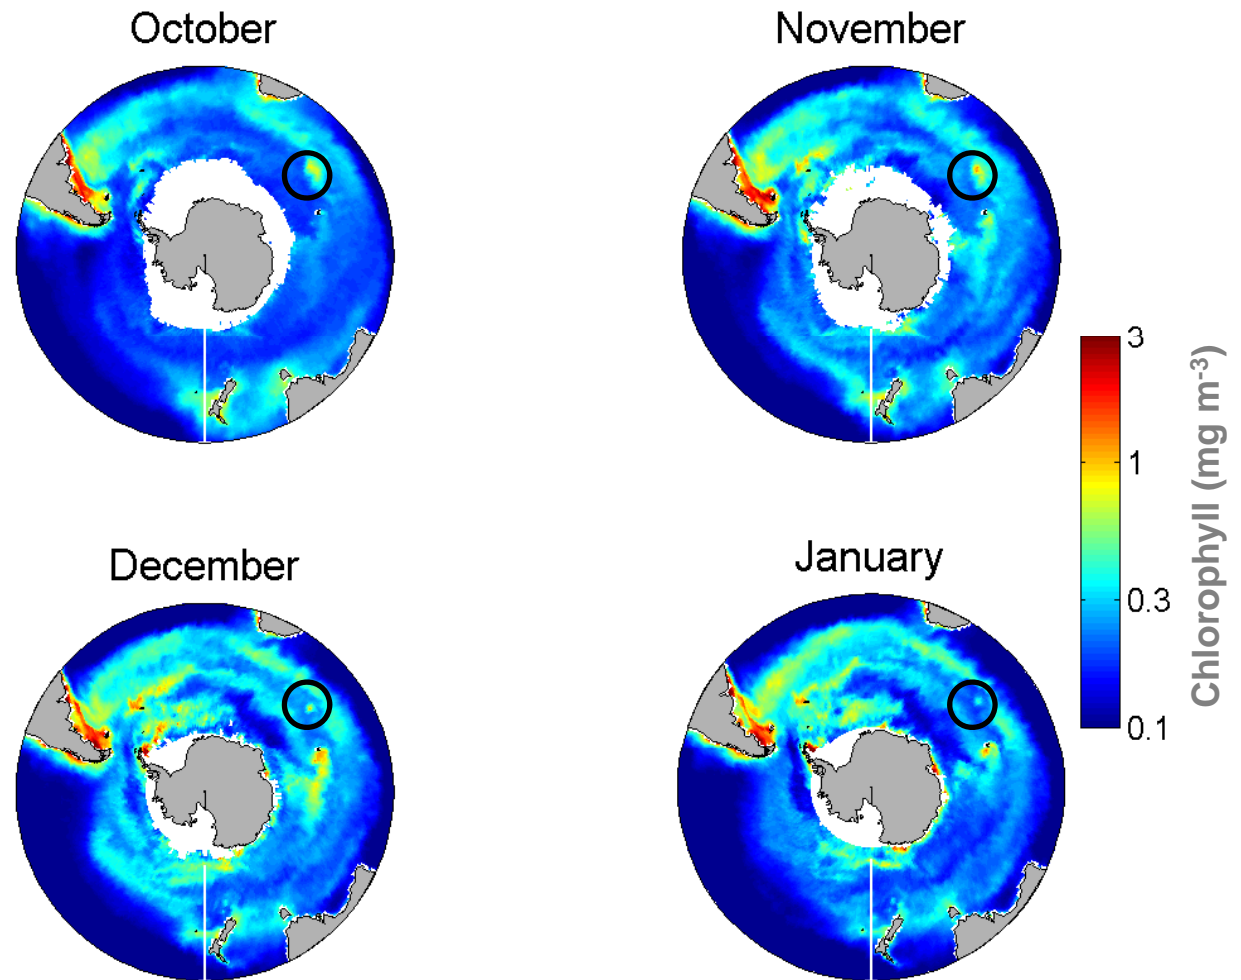 October
November
December
January
3
1
0.3
0.1
Chlorophyll (mg m-3)